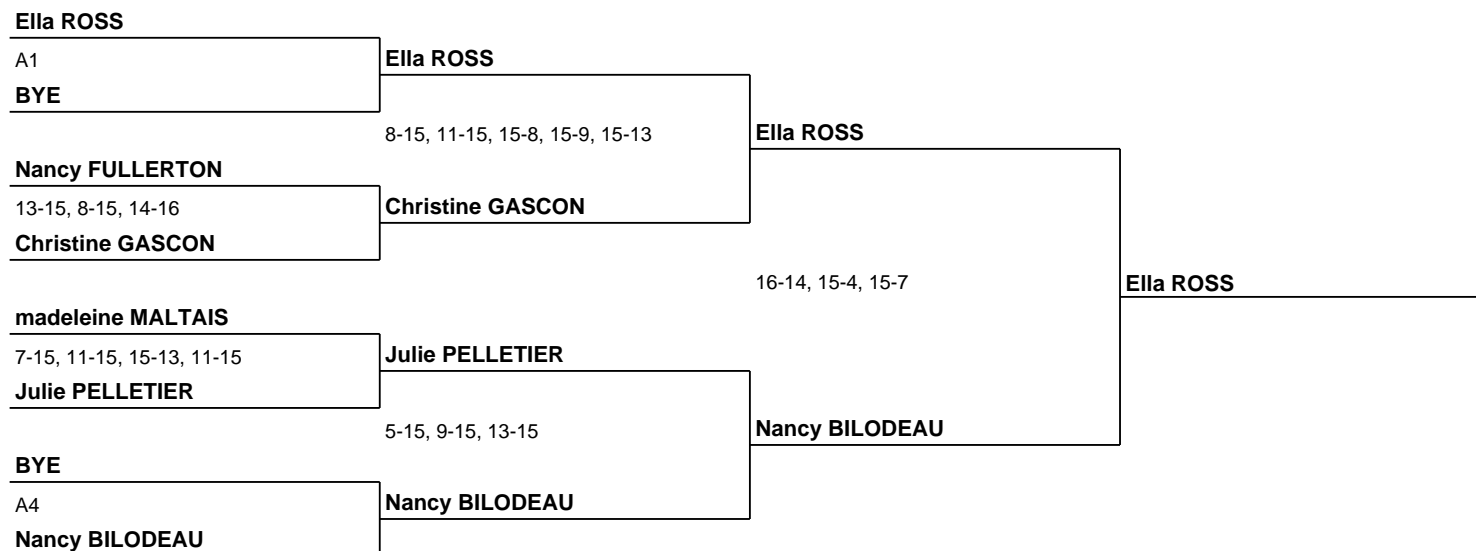 Ella ROSS
A1
BYE
Ella ROSS
8-15, 11-15, 15-8, 15-9, 15-13
Ella ROSS
Nancy FULLERTON
13-15, 8-15, 14-16
Christine GASCON
Christine GASCON
16-14, 15-4, 15-7
Ella ROSS
madeleine MALTAIS
7-15, 11-15, 15-13, 11-15
Julie PELLETIER
Julie PELLETIER
5-15, 9-15, 13-15
Nancy BILODEAU
BYE
A4
Nancy BILODEAU
Nancy BILODEAU